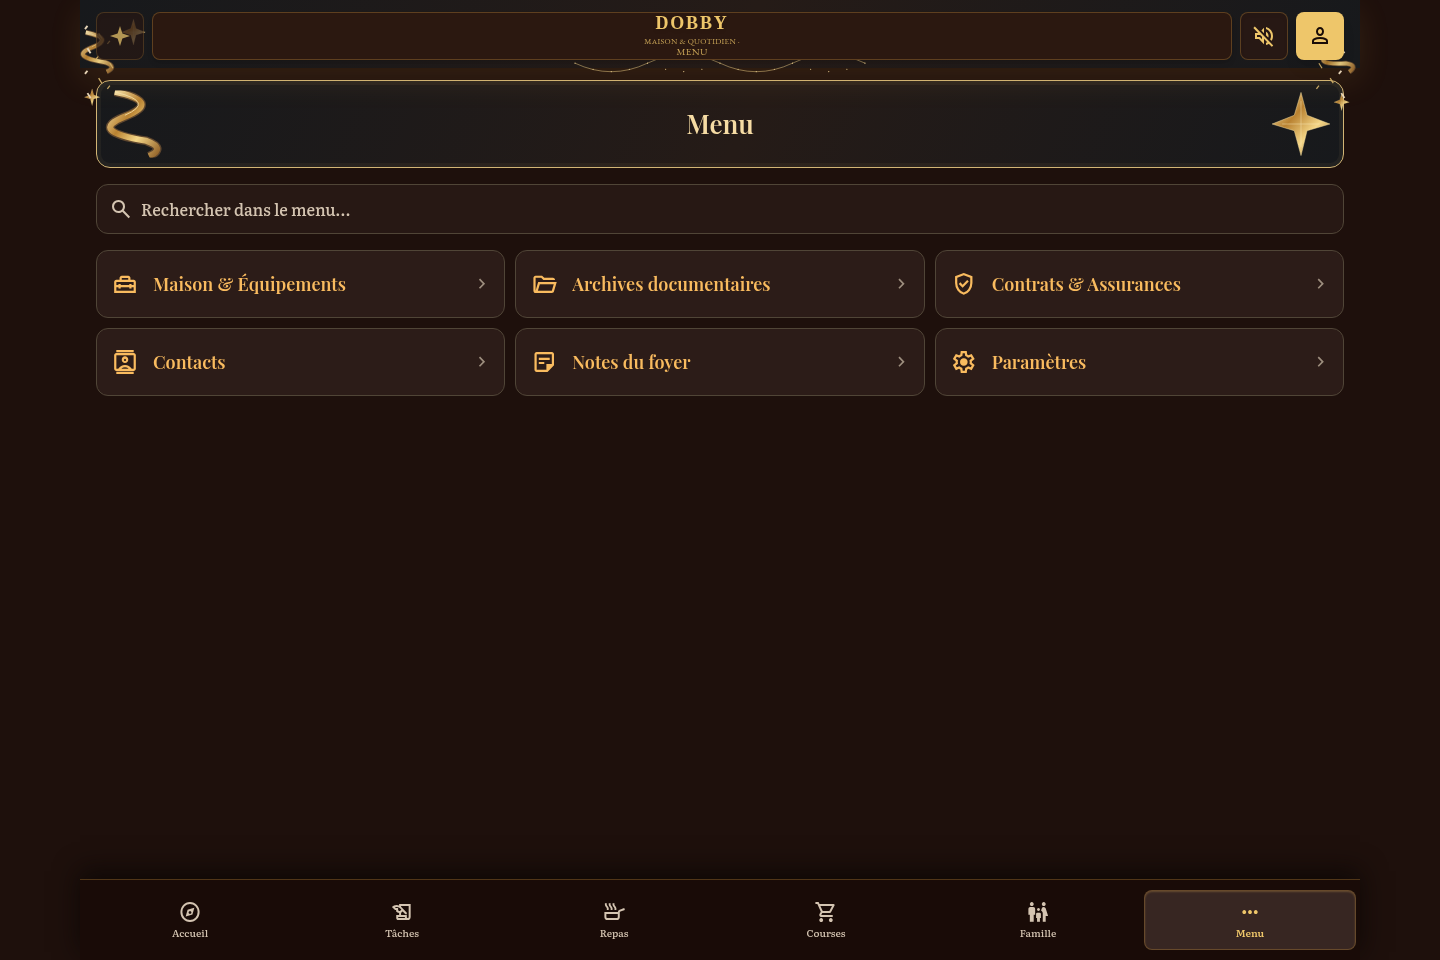 DOBBY
MAISON & QUOTIDIEN ·
MENU
Menu
Rechercher dans le menu...
Maison & Équipements
Archives documentaires
Contrats & Assurances
Contacts
Notes du foyer
Paramètres
Accueil
Tâches
Repas
Courses
Famille
Menu